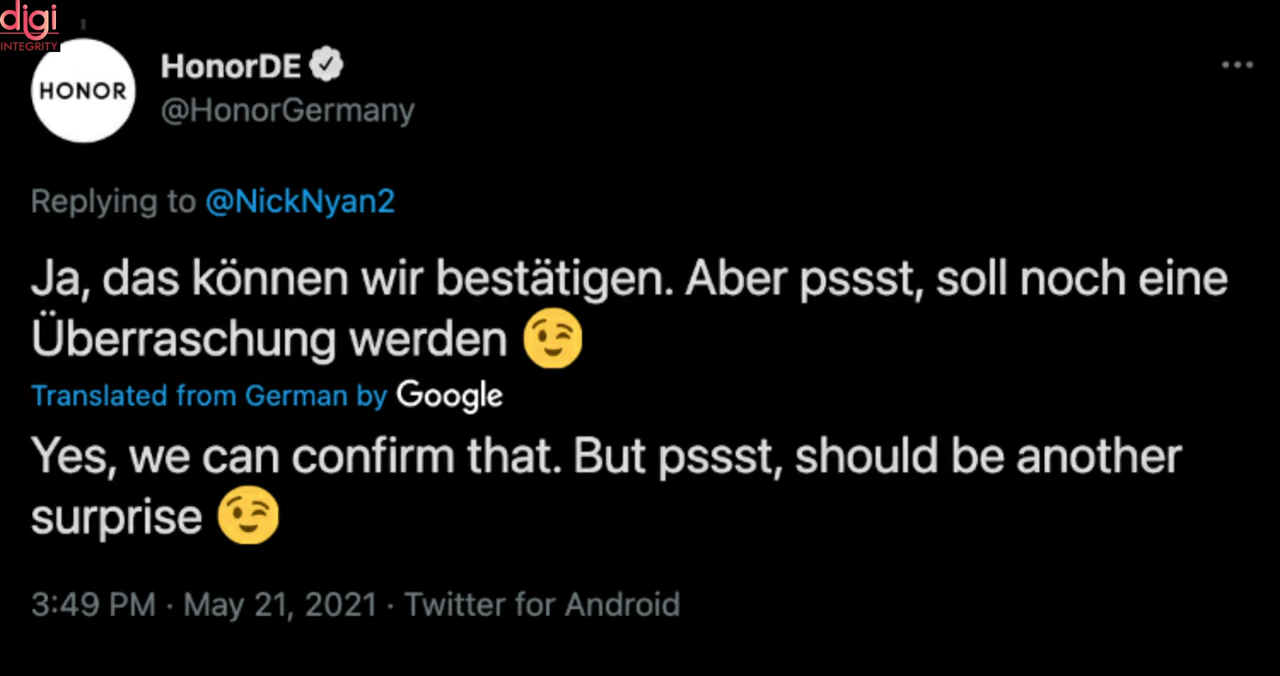 digi
INTEGRITY
HONOR
HonorDE
@HonorGermany
Replying to @NickNyan2
Ja, das können wir bestätigen. Aber pssst, soll noch eine
Überraschung werden 😉
Translated from German by Google
Yes, we can confirm that. But pssst, should be another
surprise 😉
3:49 PM · May 21, 2021 · Twitter for Android